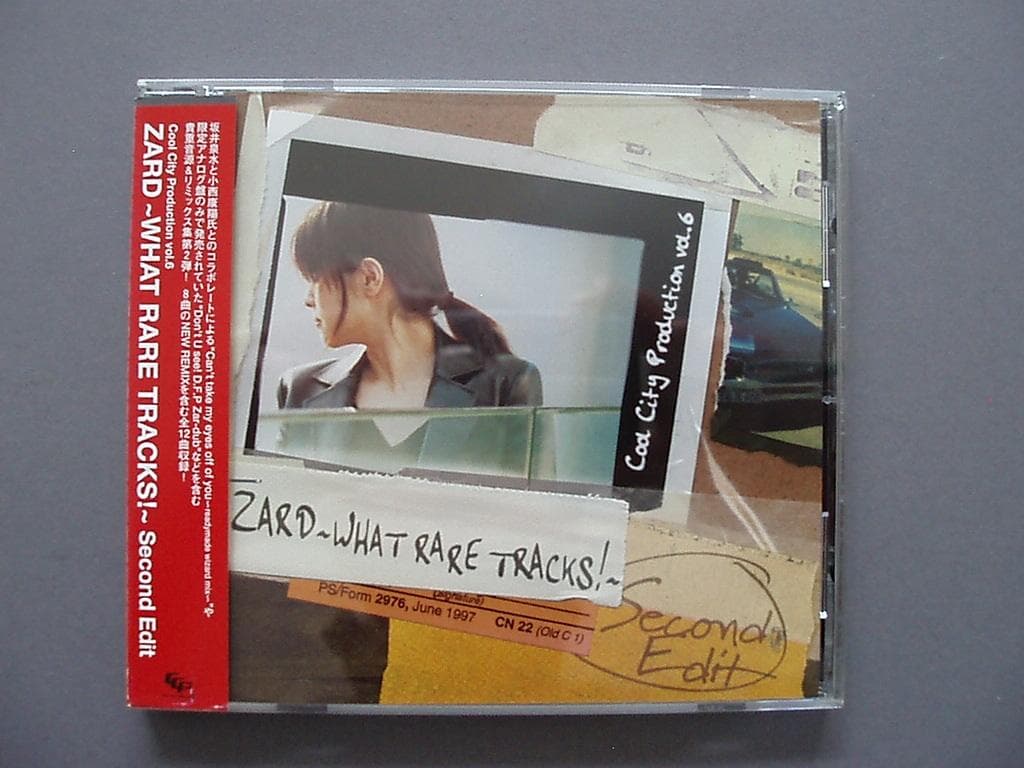 坂井泉水と小西康陽氏とのコラボレートによる"Can't take my eyes off of you～readymade wizard mix～"や
限定アナログ盤のみで発売されていた"Don't U see! D.F.P Zar-dub"などを含む
貴重音源&リミックス集第2弾! 8曲のNEW REMIXを含む全12曲収録!
Cool City Production vol.6
ZARD ~WHAT RARE TRACKS!~ Second Edit
Cool City Production vol.6
ZARD~WHAT RARE TRACKS!~
(signature)
PS/Form 2976, June 1997
CN 22 (Old C 1)
Second
Edit